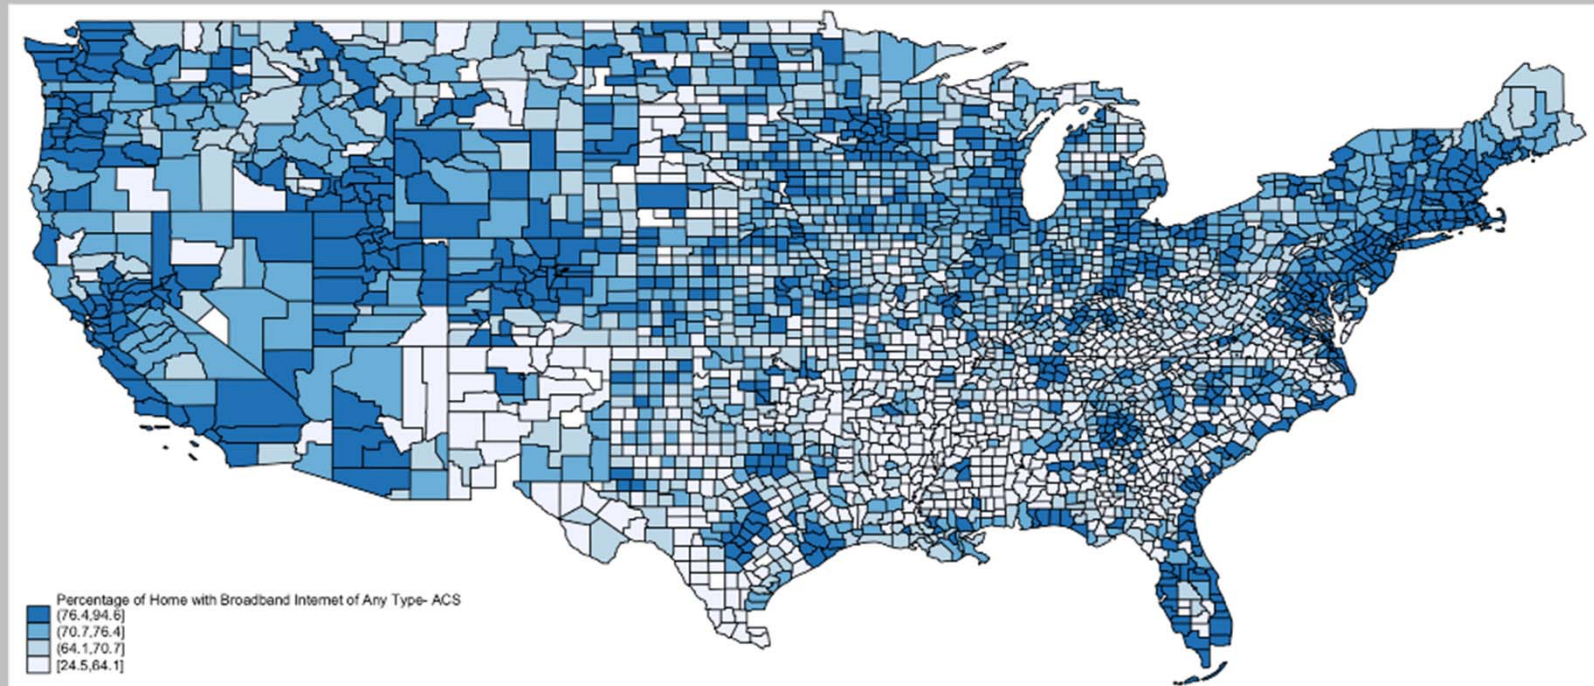 Percentage of Home with Broadband Internet of Any Type- ACS
(76.4,94.6]
(70.7,76.4]
(64.1,70.7]
[24.5,64.1]